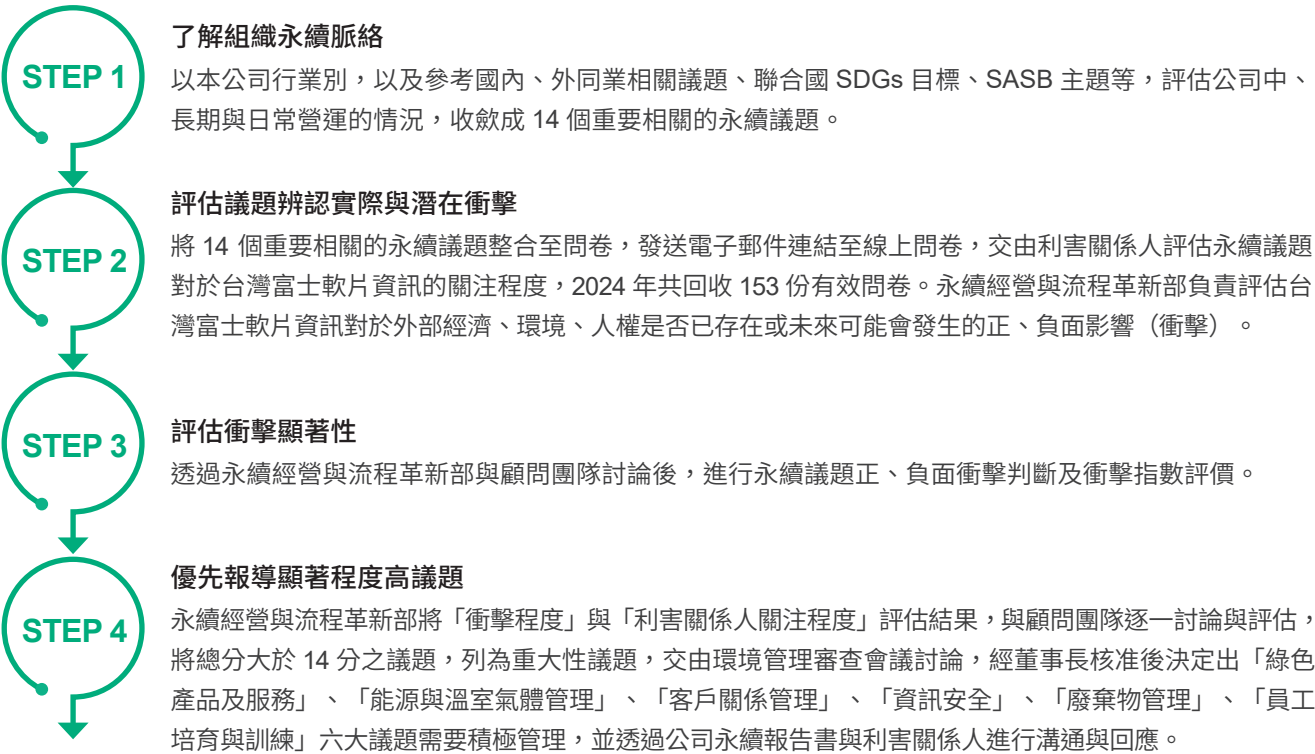 STEP 1
了解組織永續脈絡
以本公司行業別，以及參考國內、外同業相關議題、聯合國 SDGs 目標、SASB 主題等，評估公司中、
長期與日常營運的情況，收斂成 14 個重要相關的永續議題。
STEP 2
評估議題辨認實際與潛在衝擊
將 14 個重要相關的永續議題整合至問卷，發送電子郵件連結至線上問卷，交由利害關係人評估永續議題
對於台灣富士軟片資訊的關注程度，2024 年共回收 153 份有效問卷。永續經營與流程革新部負責評估台
灣富士軟片資訊對於外部經濟、環境、人權是否已存在或未來可能會發生的正、負面影響（衝擊）。
STEP 3
評估衝擊顯著性
透過永續經營與流程革新部與顧問團隊討論後，進行永續議題正、負面衝擊判斷及衝擊指數評價。
STEP 4
優先報導顯著程度高議題
永續經營與流程革新部將「衝擊程度」與「利害關係人關注程度」評估結果，與顧問團隊逐一討論與評估，
將總分大於 14 分之議題，列為重大性議題，交由環境管理審查會議討論，經董事長核准後決定出「綠色
產品及服務」、「能源與溫室氣體管理」、「客戶關係管理」、「資訊安全」、「廢棄物管理」、「員工
培育與訓練」六大議題需要積極管理，並透過公司永續報告書與利害關係人進行溝通與回應。